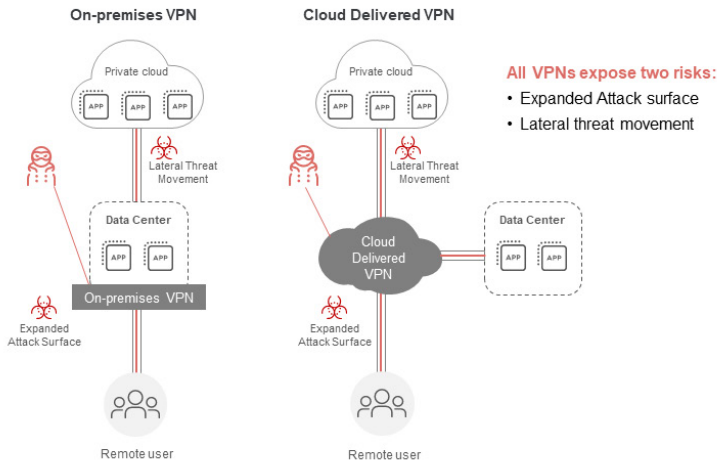 On-premises VPN
Private cloud
APP
APP
APP
Lateral Threat
Movement
Data Center
APP
APP
On-premises VPN
Expanded
Attack Surface
Remote user
Cloud Delivered VPN
Private cloud
APP
APP
APP
Lateral Threat
Movement
Cloud
Delivered
VPN
Data Center
APP
APP
Expanded
Attack Surface
Remote user
All VPNs expose two risks:
• Expanded Attack surface
• Lateral threat movement